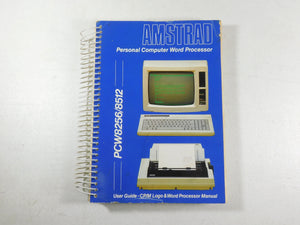 AMSTRAD
Personal Computer Word Processor
PCW8256/8512
User Guide - CP/M Logo & Word Processor Manual